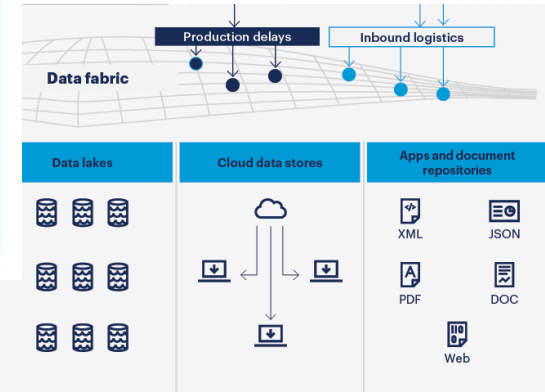 Production delays
Inbound logistics
Data fabric
Data lakes
Cloud data stores
Apps and document
repositories
XML
JSON
PDF
DOC
Web